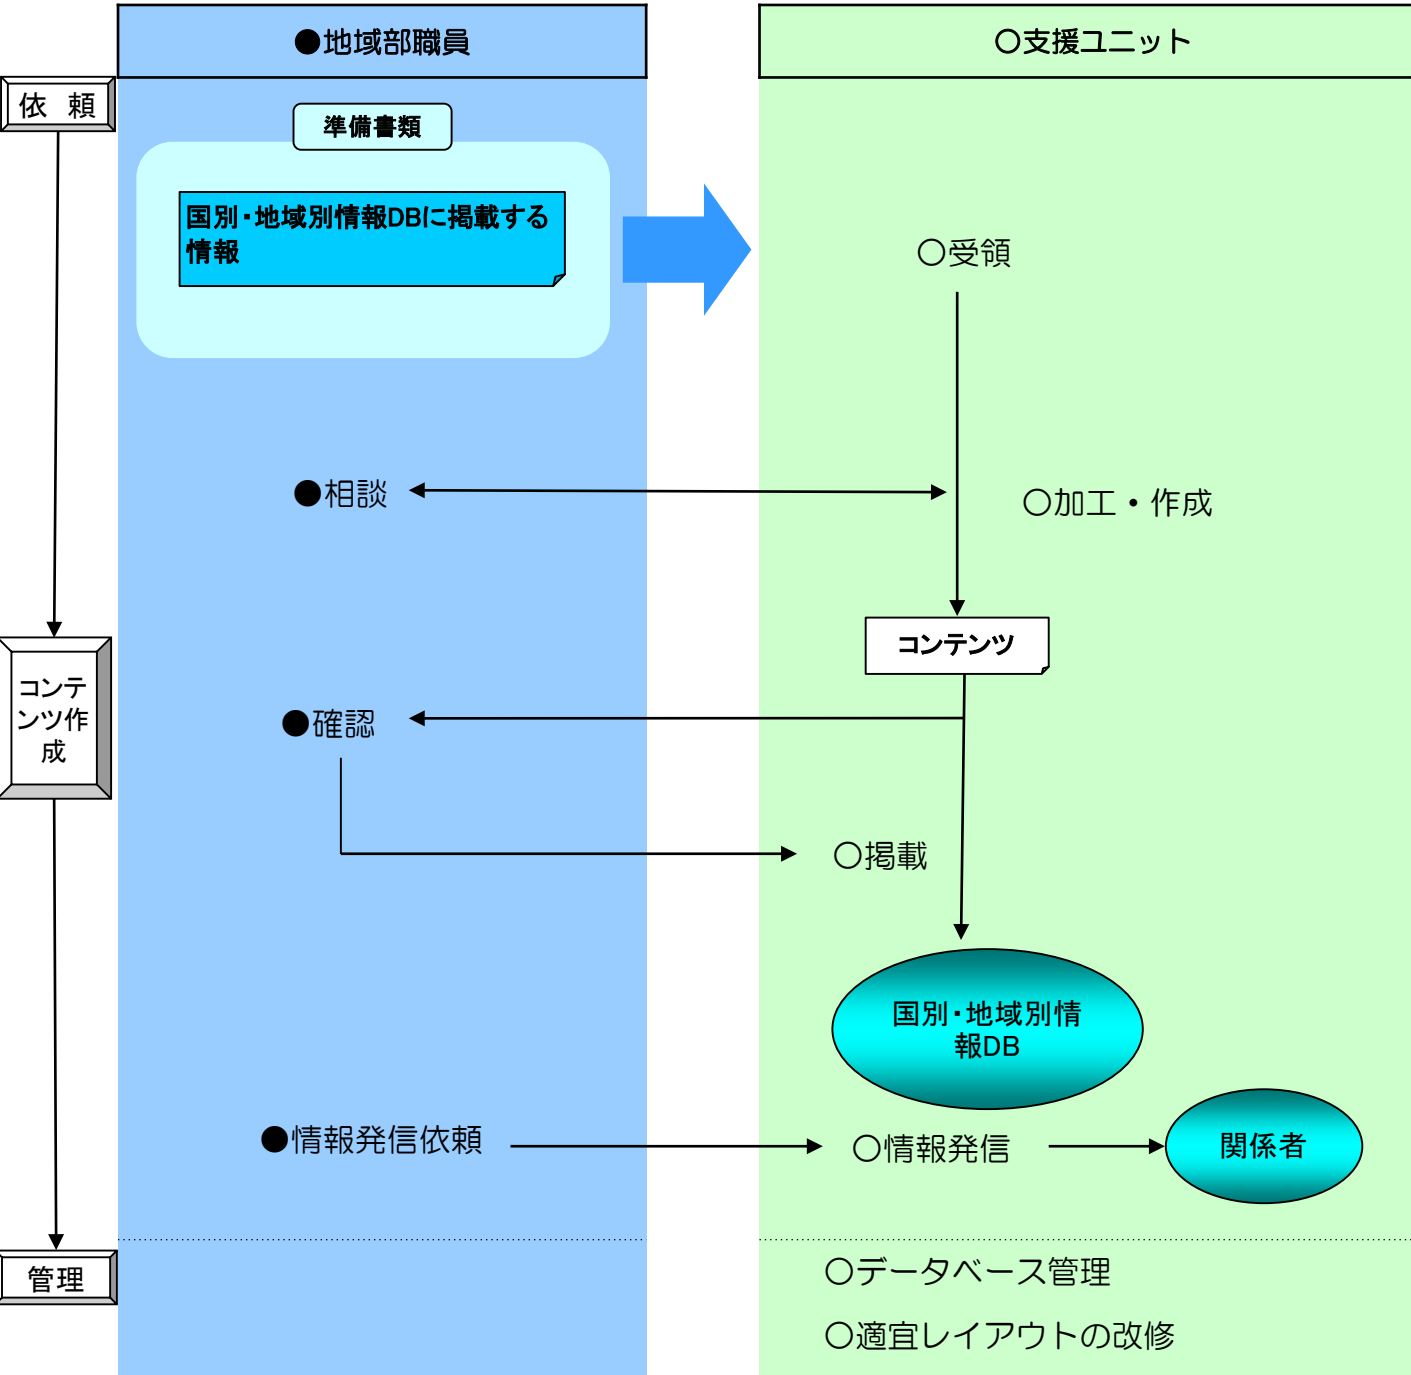 ●地域部職員
○支援ユニット
依　頼
準備書類
国別・地域別情報DBに掲載する
情報
○受領
●相談
○加工・作成
コンテンツ
コンテ
ンツ作
成
●確認
○掲載
国別・地域別情
報DB
●情報発信依頼
○情報発信
関係者
管理
○データベース管理
○適宜レイアウトの改修